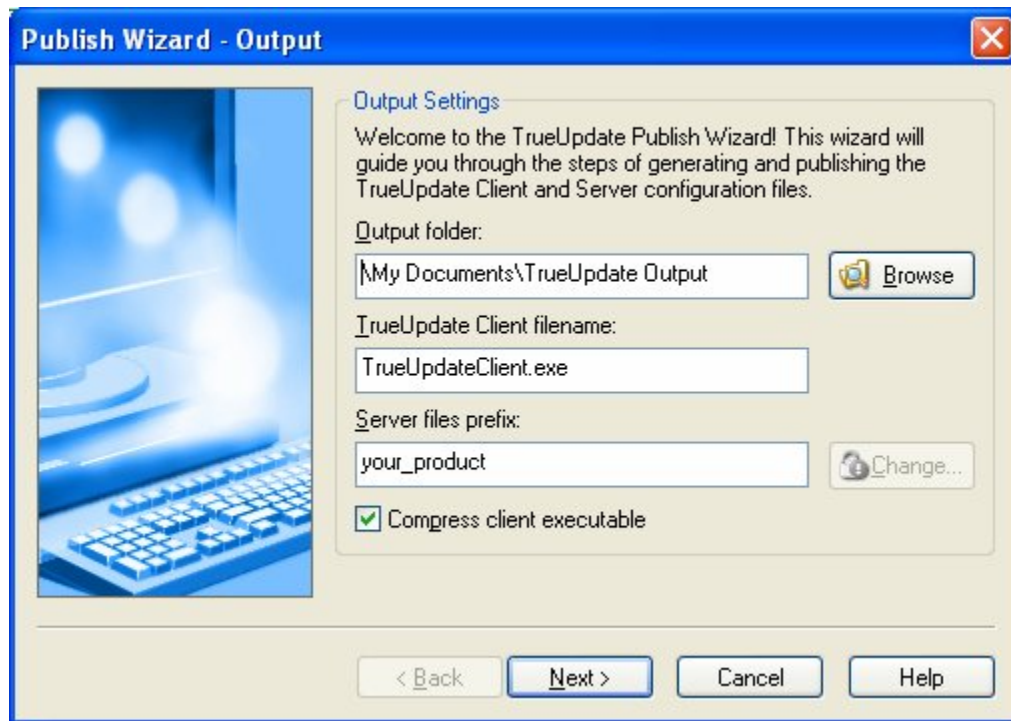 Publish Wizard - Output
Output Settings
Welcome to the TrueUpdate Publish Wizard! This wizard will
guide you through the steps of generating and publishing the
TrueUpdate Client and Server configuration files.
Output folder:
\My Documents\TrueUpdate Output
Browse
TrueUpdate Client filename:
TrueUpdateClient.exe
Server files prefix:
your_product
Change...
Compress client executable
< Back
Next >
Cancel
Help